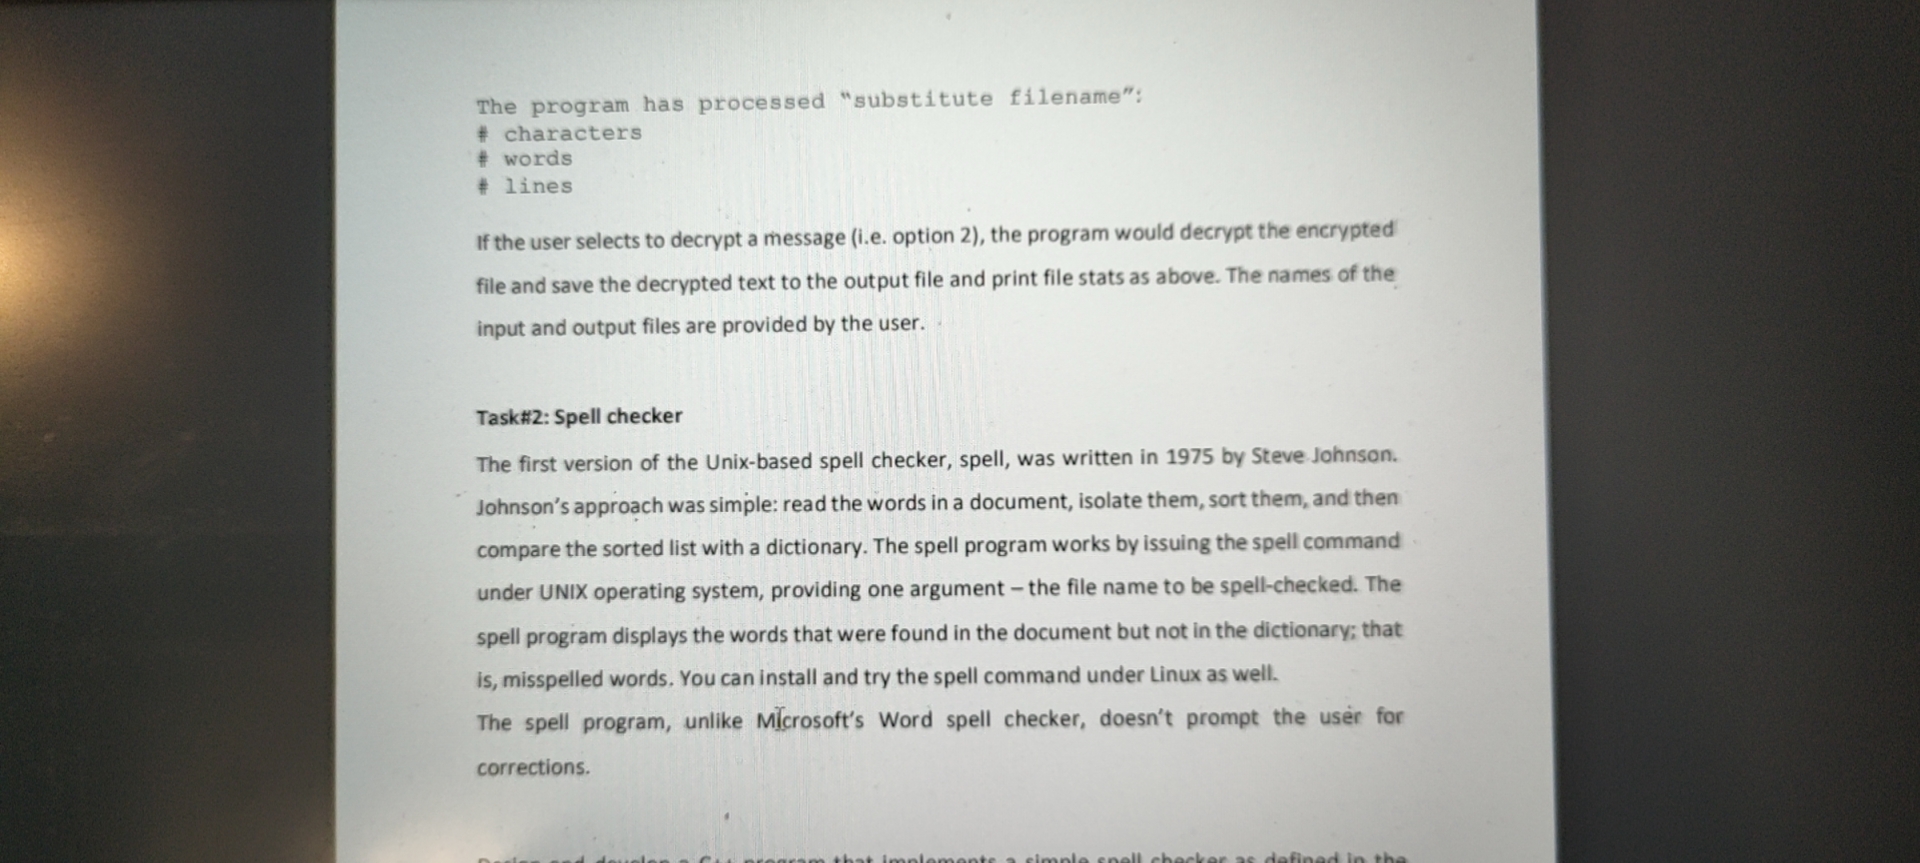 The program has processed “substitute filename”:
# characters
# words
# lines
If the user selects to decrypt a message (i.e. option 2), the program would decrypt the encrypted
file and save the decrypted text to the output file and print file stats as above. The names of the
input and output files are provided by the user.
Task#2: Spell checker
The first version of the Unix-based spell checker, spell, was written in 1975 by Steve Johnson.
Johnson’s approach was simple: read the words in a document, isolate them, sort them, and then
compare the sorted list with a dictionary. The spell program works by issuing the spell command
under UNIX operating system, providing one argument – the file name to be spell-checked. The
spell program displays the words that were found in the document but not in the dictionary; that
is, misspelled words. You can install and try the spell command under Linux as well.
The spell program, unlike Microsoft’s Word spell checker, doesn’t prompt the user for
corrections.
Design and develop a C++ program that implements a simple spell checker as defined in the